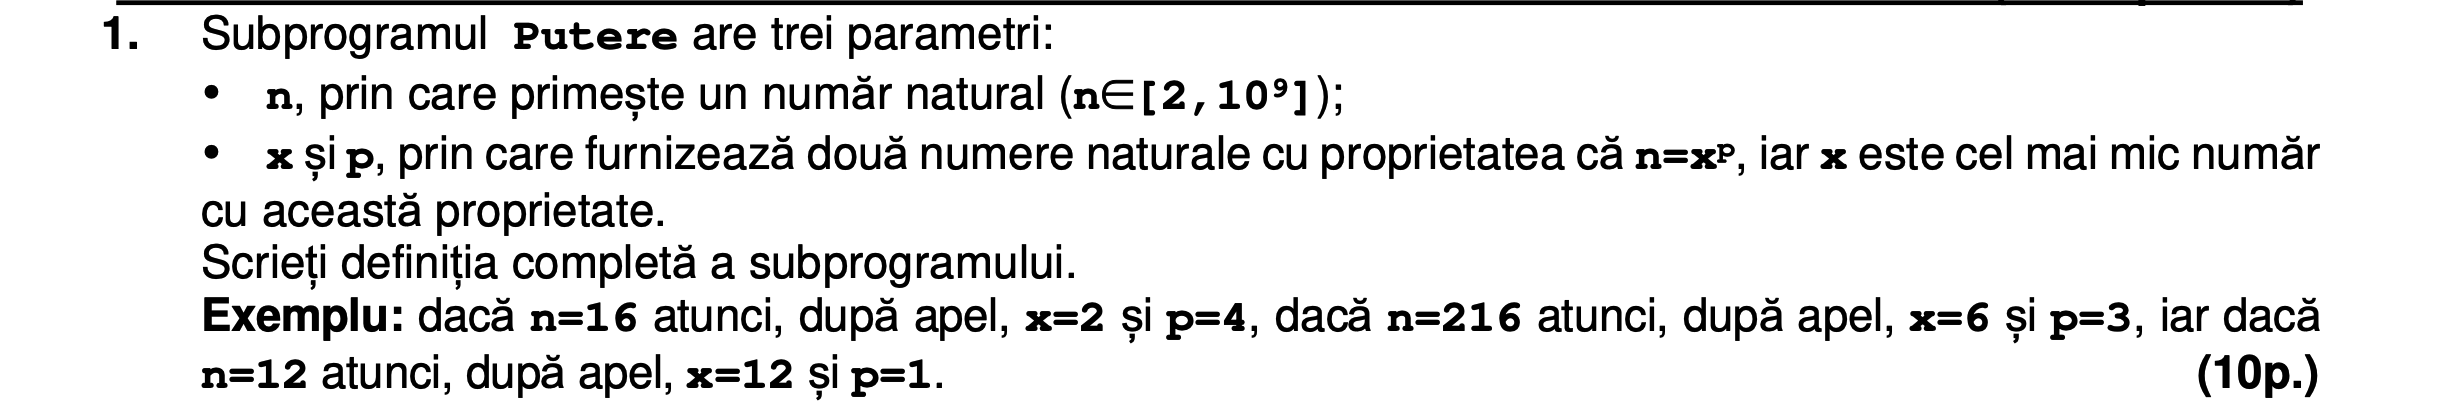 1. Subprogramul Putere are trei parametri:
• n, prin care primește un număr natural (n∈[2,10⁹]);
• x și p, prin care furnizează două numere naturale cu proprietatea că n=xᵖ, iar x este cel mai mic număr
cu această proprietate.
Scrieți definiția completă a subprogramului.
Exemplu: dacă n=16 atunci, după apel, x=2 și p=4, dacă n=216 atunci, după apel, x=6 și p=3, iar dacă
n=12 atunci, după apel, x=12 și p=1. (10p.)